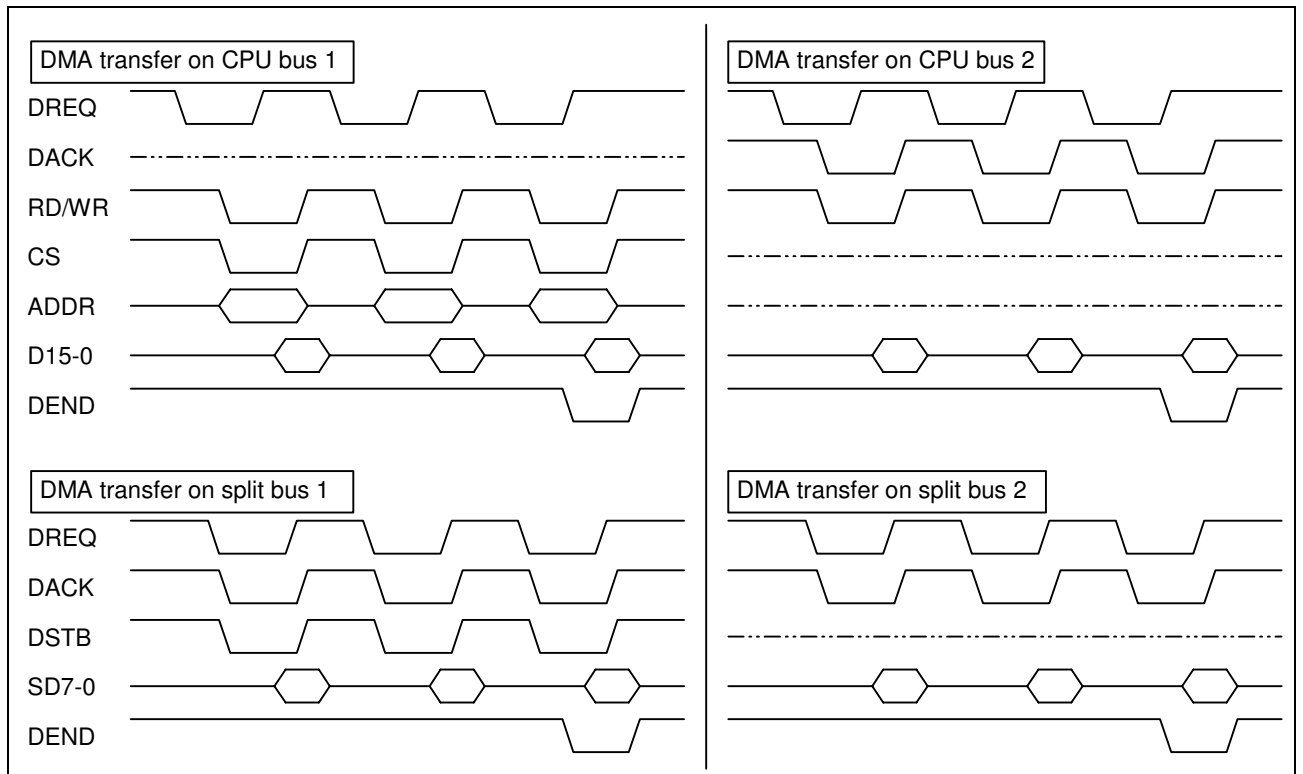 DMA transfer on CPU bus 1
DREQ
DACK
RD/WR
CS
ADDR
D15-0
DEND
DMA transfer on CPU bus 2
DMA transfer on split bus 1
DREQ
DACK
DSTB
SD7-0
DEND
DMA transfer on split bus 2